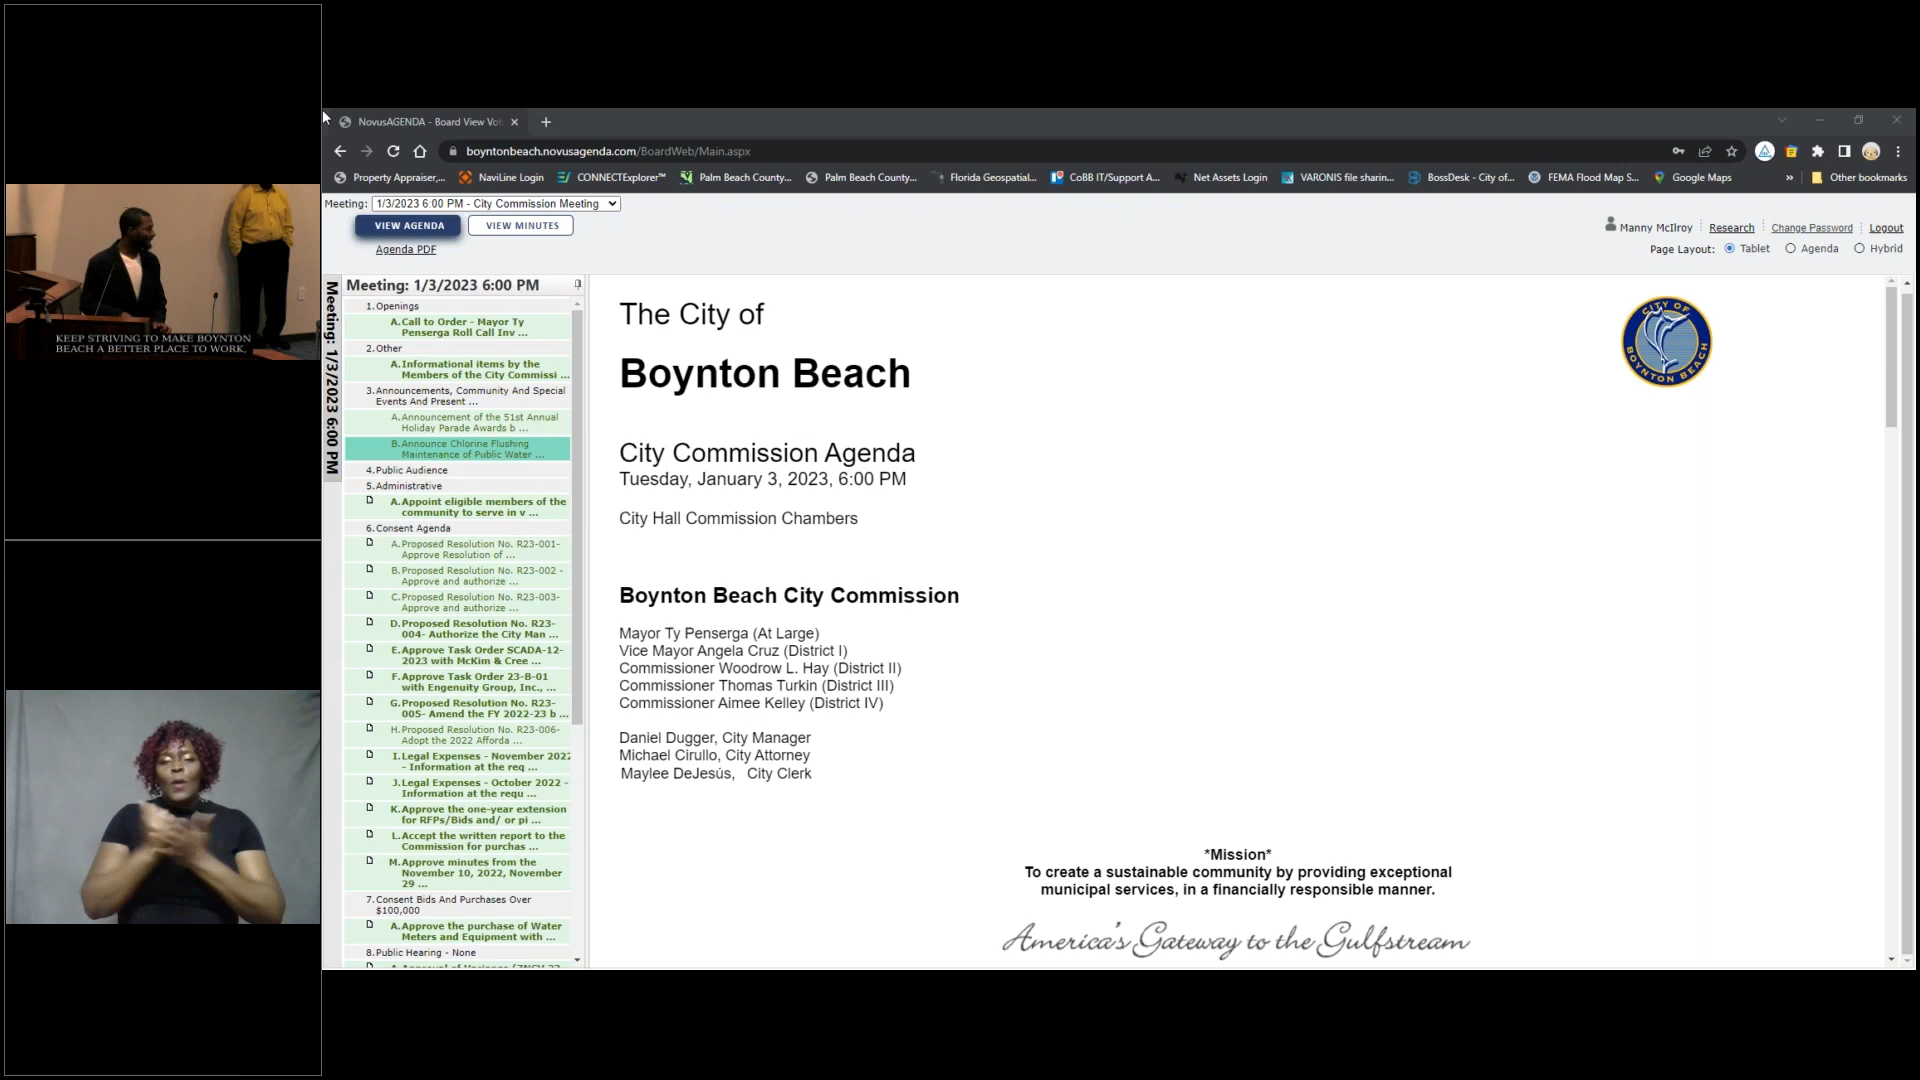 KEEP STRIVING TO MAKE BOYNTON
BEACH A BETTER PLACE TO WORK,
NovusAGENDA - Board View Vot
boyntonbeach.novusagenda.com/BoardWeb/Main.aspx
Property Appraiser,... NaviLine Login CONNECTExplorer™ Palm Beach County... Palm Beach County... Florida Geospatial... CoBB IT/Support A... Net Assets Login VARONIS file sharin... BossDesk - City of... FEMA Flood Map S... Google Maps » Other bookmarks
Meeting: 1/3/2023 6:00 PM - City Commission Meeting
VIEW AGENDA VIEW MINUTES
Agenda PDF
Manny McIlroy Research Change Password Logout
Page Layout: Tablet Agenda Hybrid
Meeting: 1/3/2023 6:00 PM
Meeting: 1/3/2023 6:00 PM
1.Openings
A.Call to Order - Mayor Ty
Penserga Roll Call Inv ...
2.Other
A.Informational items by the
Members of the City Commissi ...
3.Announcements, Community And Special
Events And Present ...
A.Announcement of the 51st Annual
Holiday Parade Awards b ...
B.Announce Chlorine Flushing
Maintenance of Public Water ...
4.Public Audience
5.Administrative
A.Appoint eligible members of the
community to serve in v ...
6.Consent Agenda
A.Proposed Resolution No. R23-001-
Approve Resolution of ...
B.Proposed Resolution No. R23-002 -
Approve and authorize ...
C.Proposed Resolution No. R23-003-
Approve and authorize ...
D.Proposed Resolution No. R23-
004- Authorize the City Man ...
E.Approve Task Order SCADA-12-
2023 with McKim & Cree ...
F.Approve Task Order 23-B-01
with Engenuity Group, Inc., ...
G.Proposed Resolution No. R23-
005- Amend the FY 2022-23 b ...
H.Proposed Resolution No. R23-006-
Adopt the 2022 Afforda ...
I.Legal Expenses - November 2022
- Information at the req ...
J.Legal Expenses - October 2022 -
Information at the requ ...
K.Approve the one-year extension
for RFPs/Bids and/ or pi ...
L.Accept the written report to the
Commission for purchas ...
M.Approve minutes from the
November 10, 2022, November
29 ...
7.Consent Bids And Purchases Over
$100,000
A.Approve the purchase of Water
Meters and Equipment with ...
8.Public Hearing - None
The City of
Boynton Beach
CITY OF
BOYNTON BEACH
City Commission Agenda
Tuesday, January 3, 2023, 6:00 PM
City Hall Commission Chambers
Boynton Beach City Commission
Mayor Ty Penserga (At Large)
Vice Mayor Angela Cruz (District I)
Commissioner Woodrow L. Hay (District II)
Commissioner Thomas Turkin (District III)
Commissioner Aimee Kelley (District IV)
Daniel Dugger, City Manager
Michael Cirullo, City Attorney
Maylee DeJesús, City Clerk
*Mission*
To create a sustainable community by providing exceptional
municipal services, in a financially responsible manner.
America's Gateway to the Gulfstream